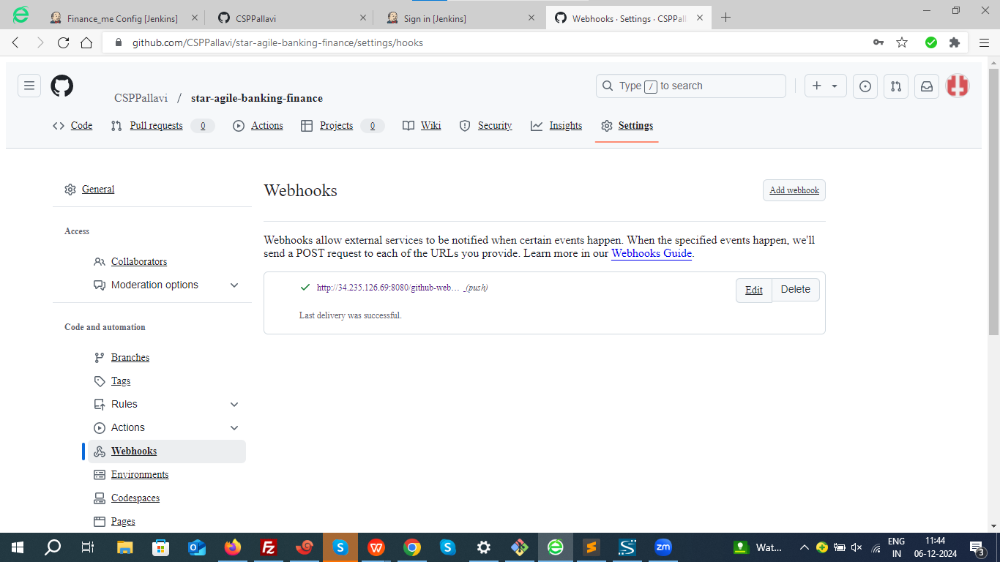 Finance_me Config [Jenkins]
CSPPallavi
Sign in [Jenkins]
Webhooks · Settings · CSPPall
github.com/CSPPallavi/star-agile-banking-finance/settings/hooks
CSPPallavi / star-agile-banking-finance
Type / to search
Code
Pull requests 0
Actions
Projects 0
Wiki
Security
Insights
Settings
General
Access
Collaborators
Moderation options
Code and automation
Branches
Tags
Rules
Actions
Webhooks
Environments
Codespaces
Pages
Webhooks
Add webhook
Webhooks allow external services to be notified when certain events happen. When the specified events happen, we'll
send a POST request to each of the URLs you provide. Learn more in our Webhooks Guide.
http://34.235.126.69:8080/github-web… (push)
Edit
Delete
Last delivery was successful.
Wat...
ENG
IN
11:44
06-12-2024
3